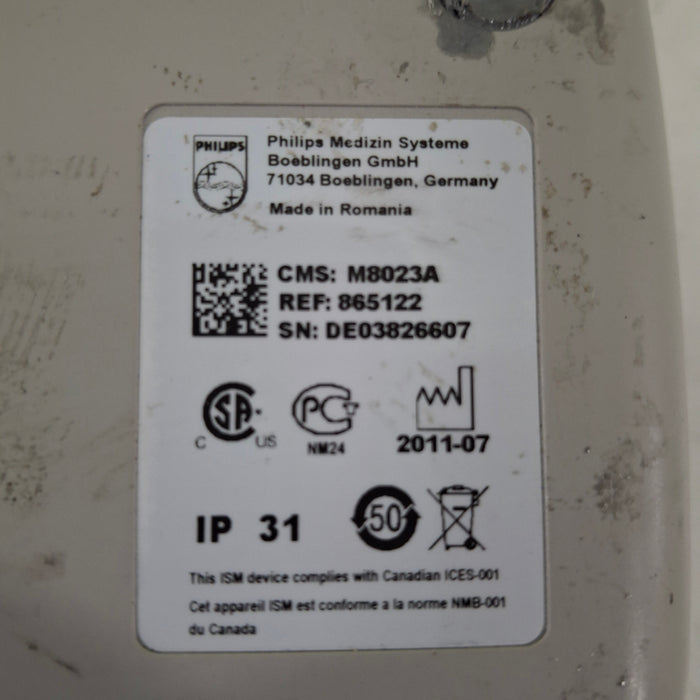 PHILIPS
Philips Medizin Systeme
Boeblingen GmbH
71034 Boeblingen, Germany
Made in Romania
CMS: M8023A
REF: 865122
SN: DE03826607
C SA US
PC
NM24
2011-07
IP 31
50
This ISM device complies with Canadian ICES-001
Cet appareil ISM est conforme a la norme NMB-001
du Canada